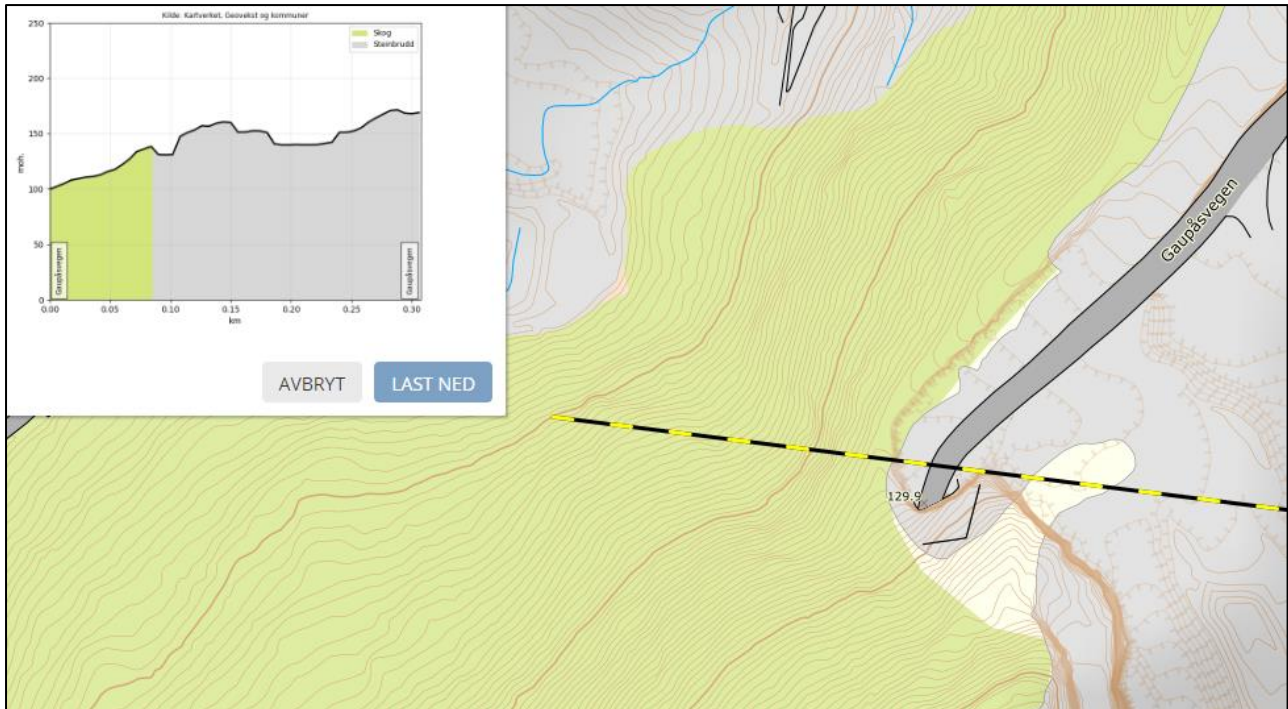 Kilde: Kartverket, Geovekst og kommuner
250
200
150
100
50
0
moh.
Skog
Steinbrudd
Gaupåsvegen
Gaupåsvegen
0.00 0.05 0.10 0.15 0.20 0.25 0.30
km
AVBRYT LAST NED
Gaupåsvegen
129.9